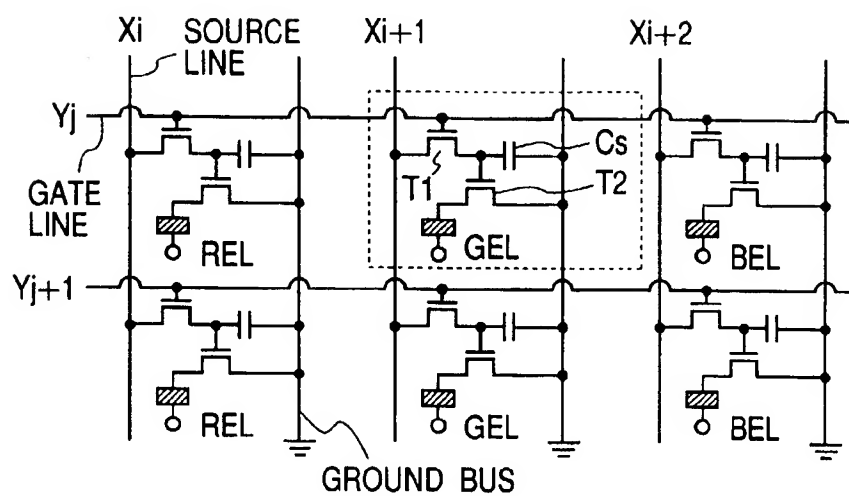 Xi
SOURCE
LINE
Xi+1
Xi+2
Yj
GATE
LINE
Cs
T1
T2
REL
GEL
BEL
Yj+1
REL
GEL
BEL
GROUND BUS